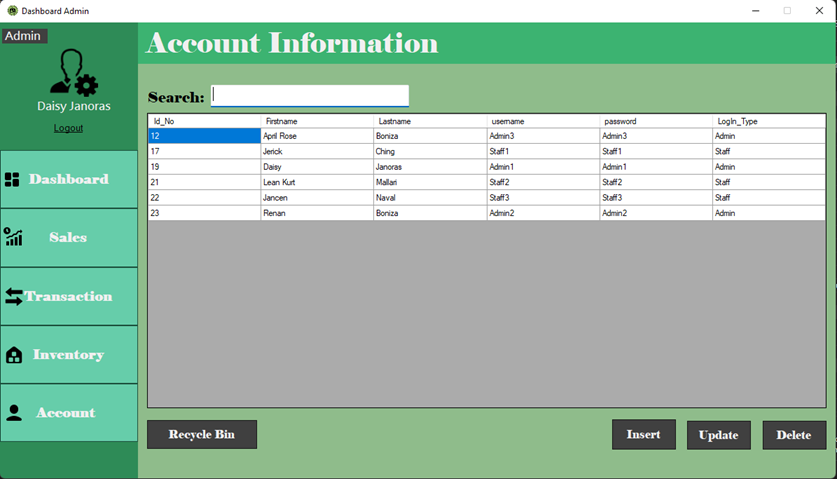 Dashboard Admin
Admin
Daisy Janoras
Logout
Dashboard
Sales
Transaction
Inventory
Account
Account Information
Search:
Id_No Firstname Lastname username password LogIn_Type
12 April Rose Boniza Admin3 Admin3 Admin
17 Jerick Ching Staff1 Staff1 Staff
19 Daisy Janoras Admin1 Admin1 Admin
21 Lean Kurt Mallari Staff2 Staff2 Staff
22 Jancen Naval Staff3 Staff3 Staff
23 Renan Boniza Admin2 Admin2 Admin
Recycle Bin Insert Update Delete